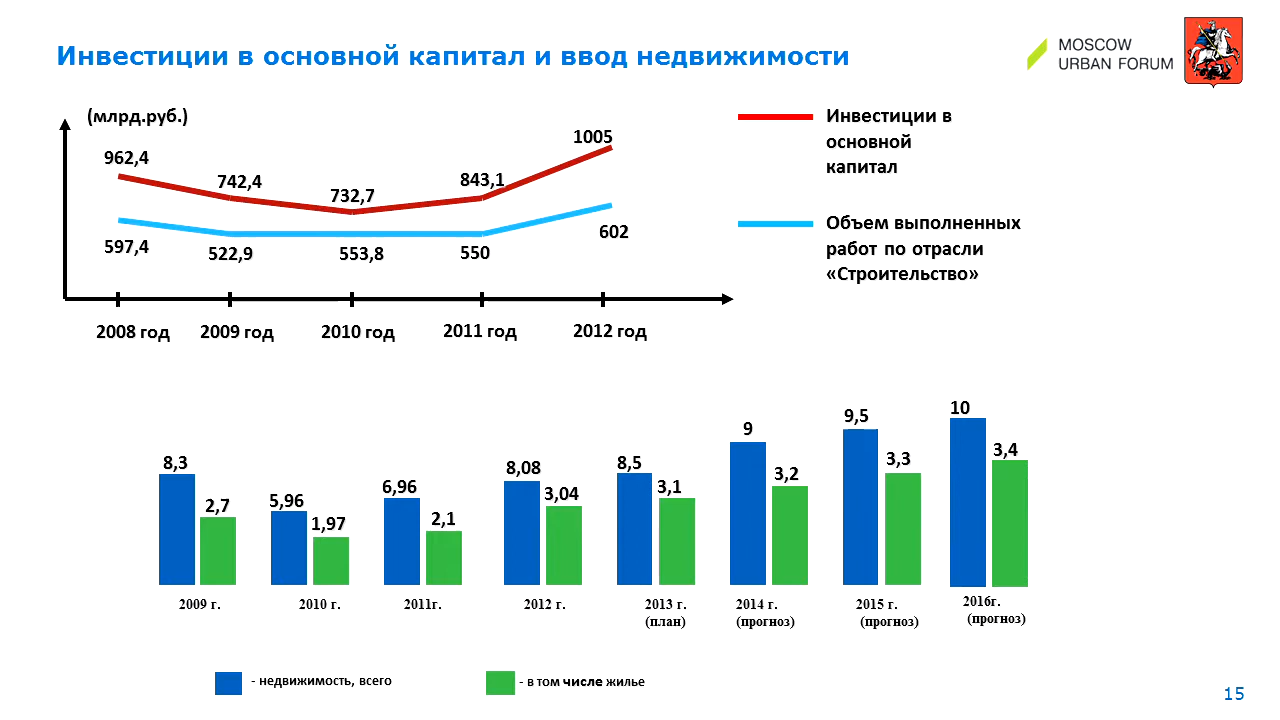 Инвестиции в основной капитал и ввод недвижимости
MOSCOW
URBAN FORUM
(млрд.руб.)
962,4
742,4
732,7
843,1
1005
597,4
522,9
553,8
550
602
2008 год
2009 год
2010 год
2011 год
2012 год
Инвестиции в
основной
капитал
Объем выполненных
работ по отрасли
«Строительство»
8,3
2,7
5,96
1,97
6,96
2,1
8,08
3,04
8,5
3,1
9
3,2
9,5
3,3
10
3,4
2009 г.
2010 г.
2011г.
2012 г.
2013 г.
(план)
2014 г.
(прогноз)
2015 г.
(прогноз)
2016г.
(прогноз)
- недвижимость, всего
- в том числе жилье
15